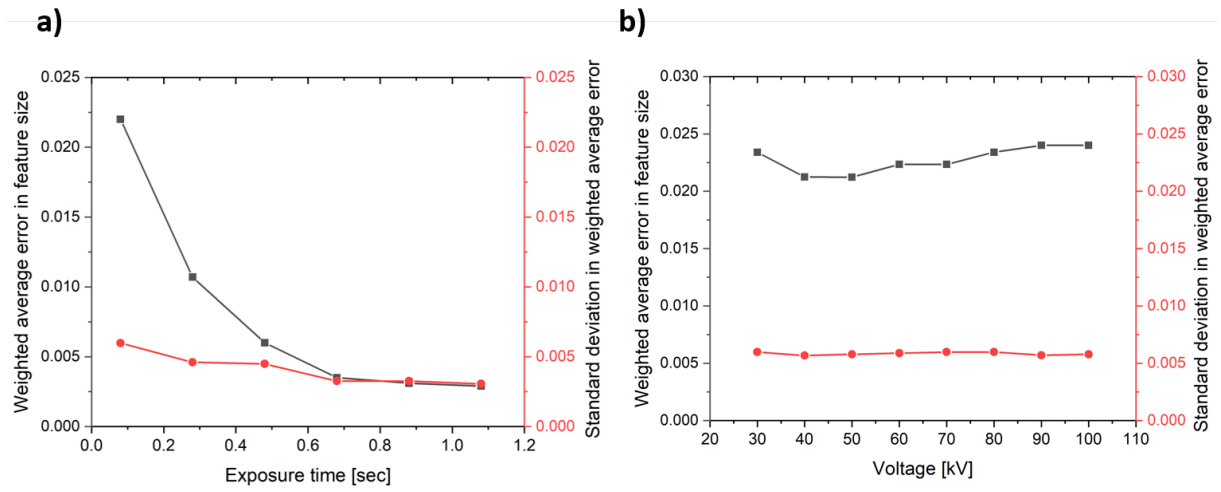 a)
b)
Weighted average error in feature size
0.025
0.020
0.015
0.010
0.005
0.000
0.0 0.2 0.4 0.6 0.8 1.0 1.2
Exposure time [sec]
0.025
0.020
0.015
0.010
0.005
0.000
Standard deviation in weighted average error
Weighted average error in feature size
0.030
0.025
0.020
0.015
0.010
0.005
0.000
20 30 40 50 60 70 80 90 100 110
Voltage [kV]
0.030
0.025
0.020
0.015
0.010
0.005
0.000
Standard deviation in weighted average error